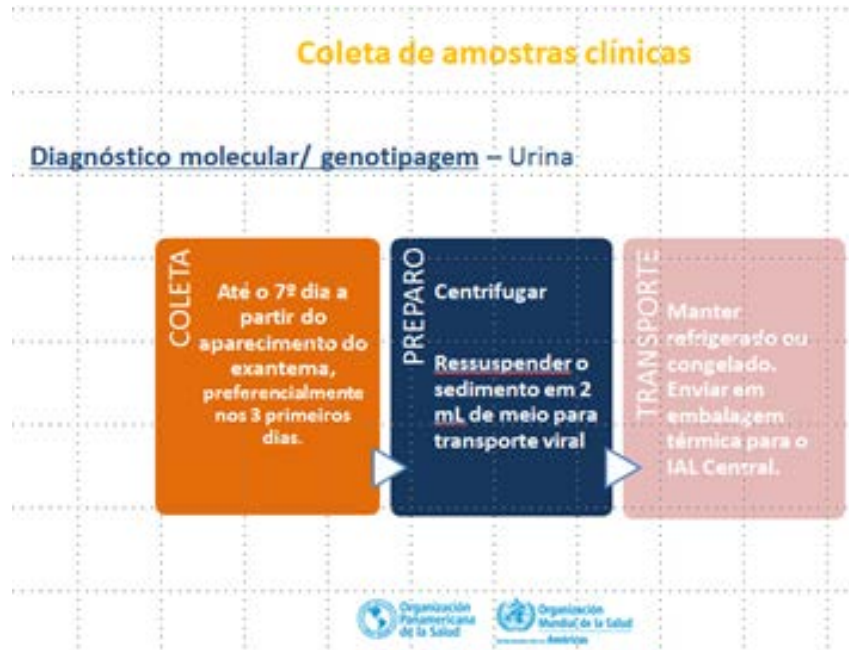 Coleta de amostras clínicas
Diagnóstico molecular/ genotipagem – Urina
COLETA
Até o 7º dia a
partir do
aparecimento do
exantema,
preferencialmente
nos 3 primeiros
dias.
PREPARO
Centrifugar
Ressuspender o
sedimento em 2
mL de meio para
transporte viral
TRANSPORTE
Manter
refrigerado ou
congelado.
Enviar em
embalagem
térmica para o
IAL Central.
Organización
Panamericana
de la Salud
Organización
Mundial de la Salud
Américas